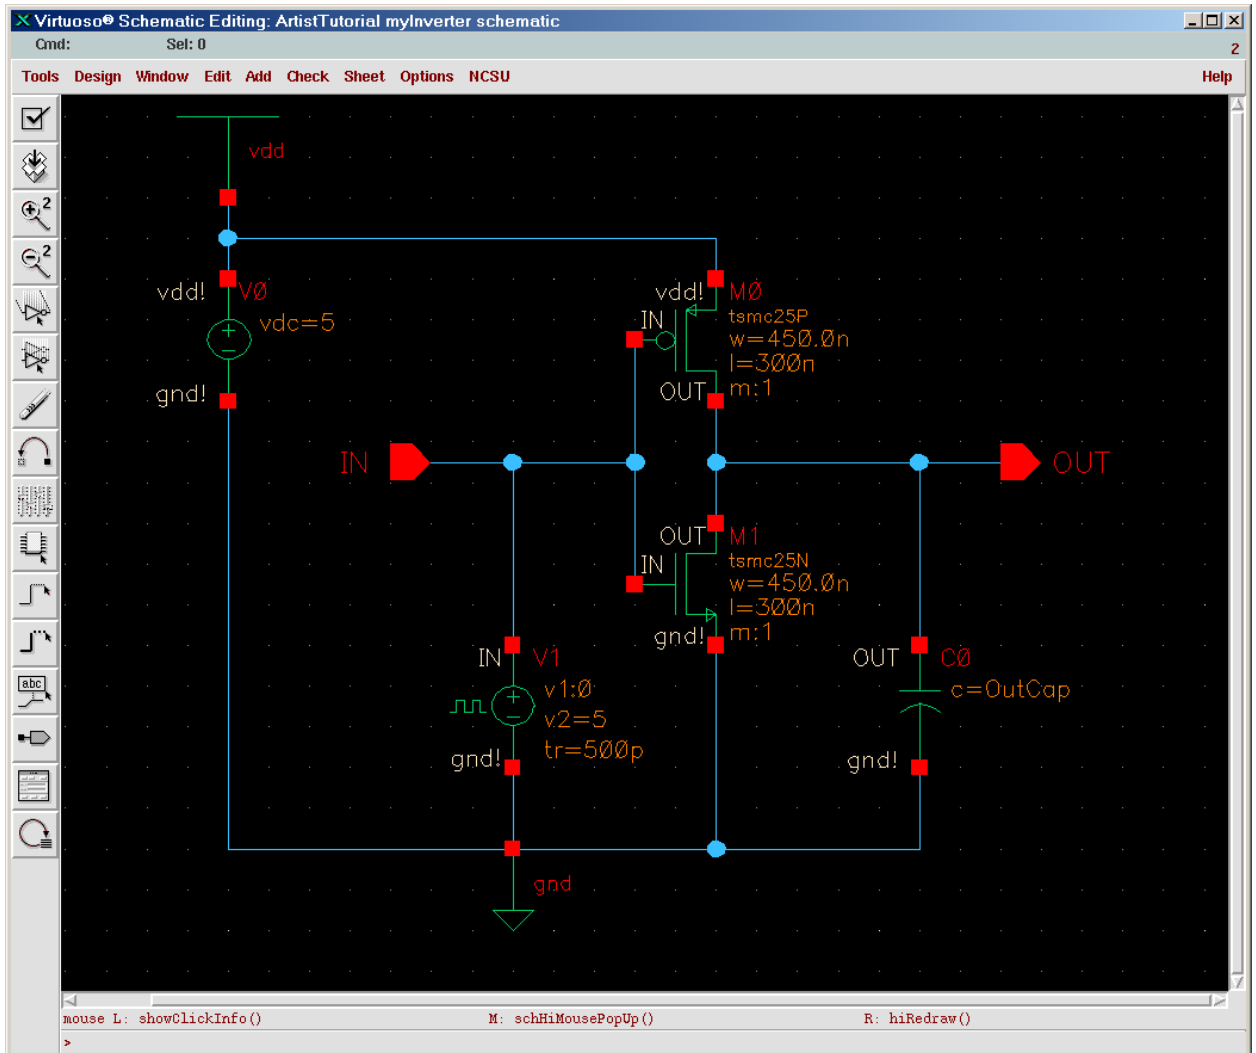 Virtuoso® Schematic Editing: ArtistTutorial myInverter schematic
Cmd: Sel: 0 2
Tools Design Window Edit Add Check Sheet Options NCSU Help
vdd
vdd! V0
vdc=5
gnd!
vdd! M0
IN tsmc25P
w=450.0n
l=300n
OUT m:1
IN
OUT
OUT M1
IN tsmc25N
w=450.0n
l=300n
gnd! m:1
IN V1
v1:0
v2=5
tr=500p
gnd!
OUT C0
c=OutCap
gnd!
gnd
2
2
abc
mouse L: showClickInfo() M: schHiMousePopUp() R: hiRedraw()
>